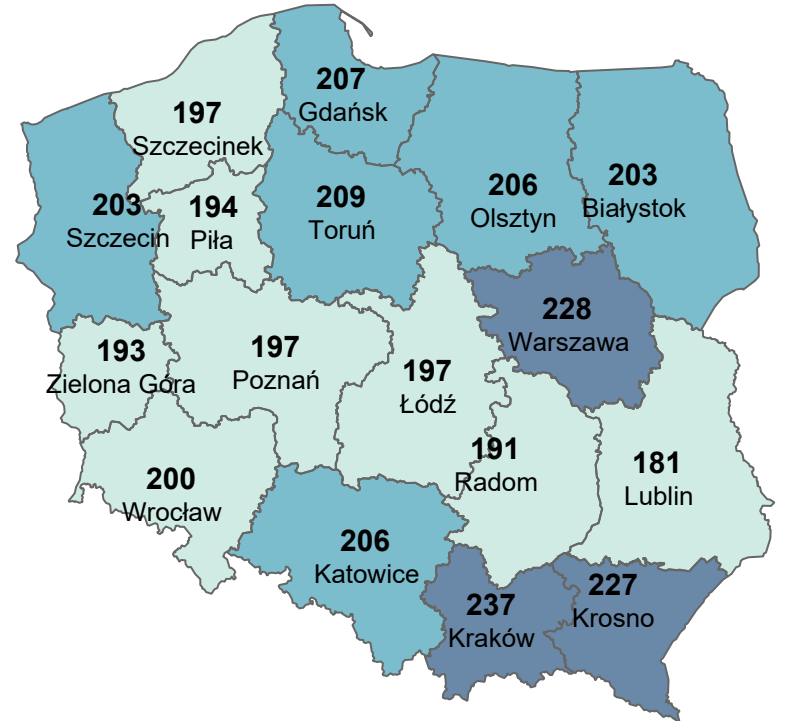 207
Gdańsk
197
Szczecinek
203
Szczecin
194
Piła
209
Toruń
206
Olsztyn
203
Białystok
228
Warszawa
193
Zielona Góra
197
Poznań
197
Łódź
191
Radom
181
Lublin
200
Wrocław
206
Katowice
237
Kraków
227
Krosno